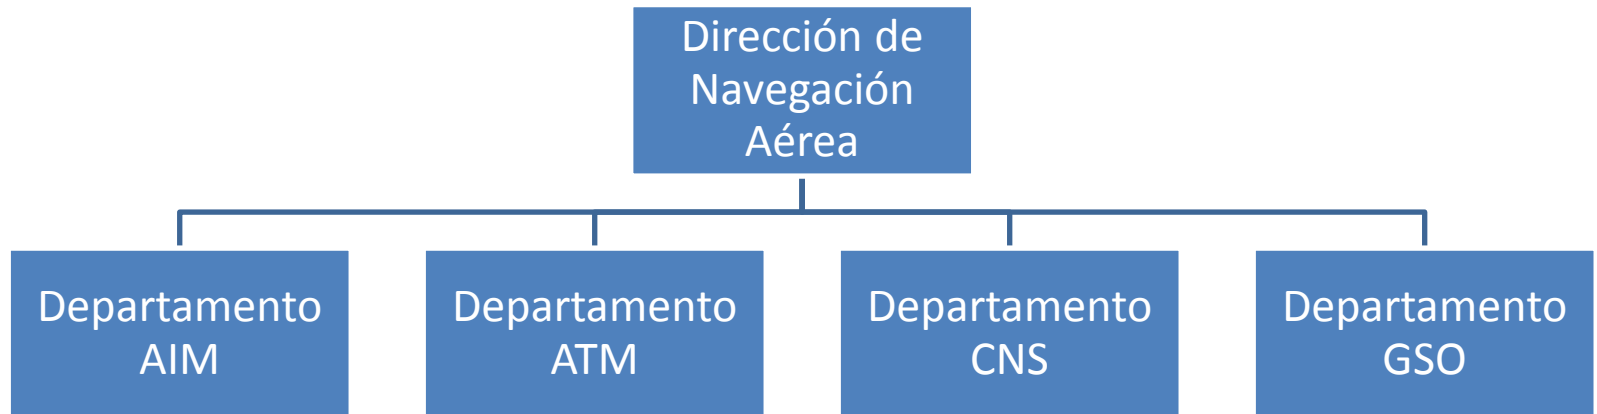 Dirección de
Navegación
Aérea
Departamento
AIM
Departamento
ATM
Departamento
CNS
Departamento
GSO